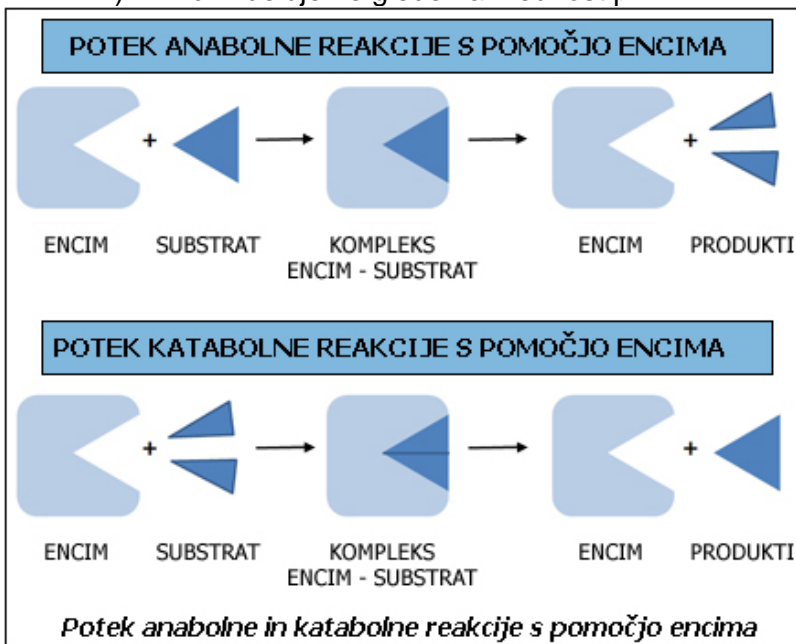 POTEK ANABOLNE REAKCIJE S POMOČJO ENCIMA
+ +
ENCIM SUBSTRAT KOMPLEKS ENCIM PRODUKTI
ENCIM - SUBSTRAT
POTEK KATABOLNE REAKCIJE S POMOČJO ENCIMA
+ +
ENCIM SUBSTRAT KOMPLEKS ENCIM PRODUKTI
ENCIM - SUBSTRAT
Potek anabolne in katabolne reakcije s pomočjo encima